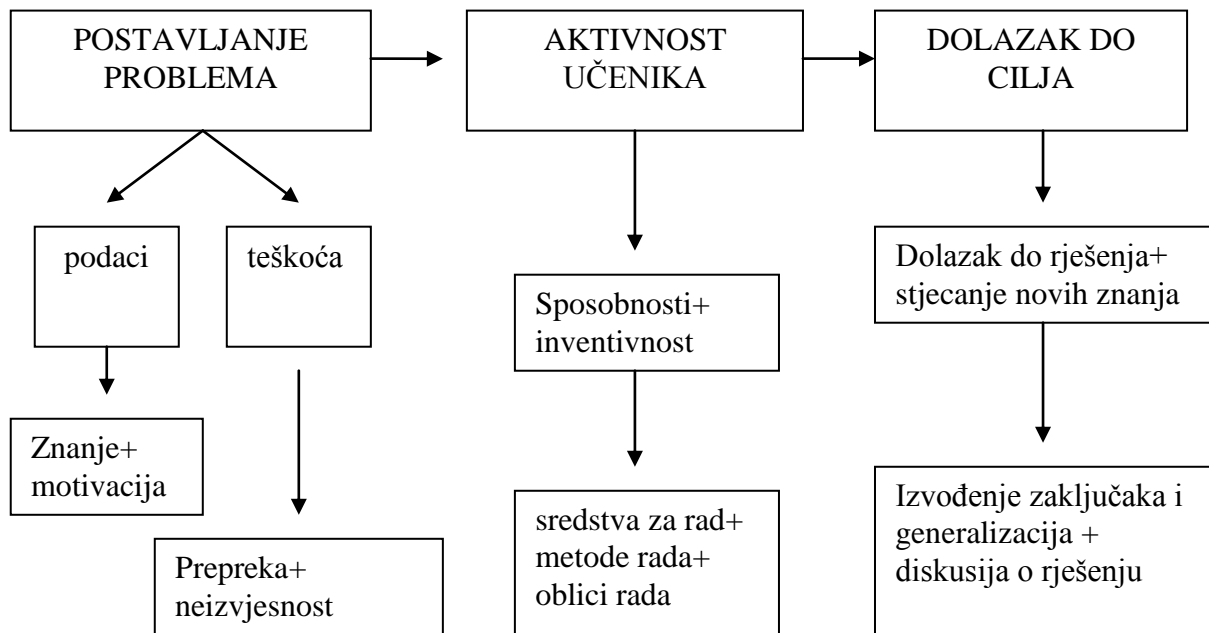 POSTAVLJANJE
PROBLEMA
AKTIVNOST
UČENIKA
DOLAZAK DO
CILJA
podaci
teškoća
Sposobnosti+
inventivnost
Dolazak do rješenja+
stjecanje novih znanja
Znanje+
motivacija
Prepreka+
neizvjesnost
sredstva za rad+
metode rada+
oblici rada
Izvođenje zaključaka i
generalizacija +
diskusija o rješenju